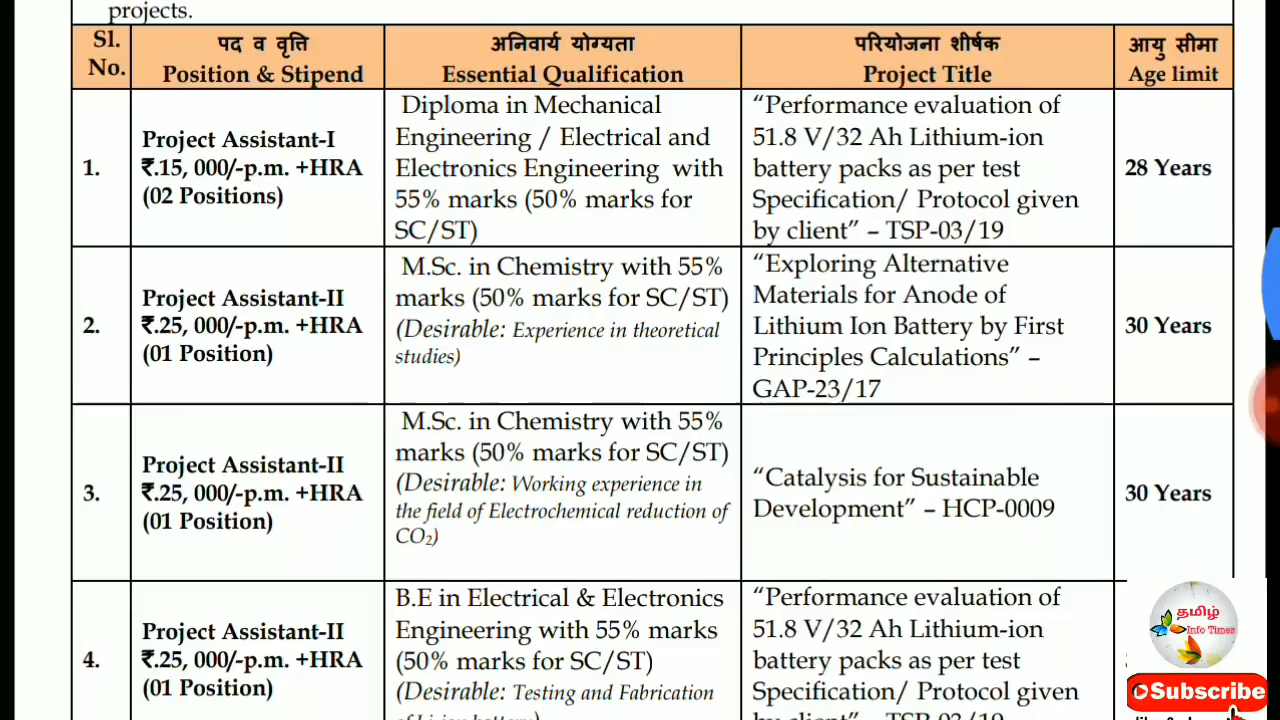 projects.
Sl. No.
पद व वृत्ति
Position & Stipend
अनिवार्य योग्यता
Essential Qualification
परियोजना शीर्षक
Project Title
आयु सीमा
Age limit
1.
Project Assistant-I
₹.15, 000/-p.m. +HRA
(02 Positions)
Diploma in Mechanical
Engineering / Electrical and
Electronics Engineering with
55% marks (50% marks for
SC/ST)
“Performance evaluation of
51.8 V/32 Ah Lithium-ion
battery packs as per test
Specification/ Protocol given
by client” – TSP-03/19
28 Years
2.
Project Assistant-II
₹.25, 000/-p.m. +HRA
(01 Position)
M.Sc. in Chemistry with 55%
marks (50% marks for SC/ST)
(Desirable: Experience in theoretical
studies)
“Exploring Alternative
Materials for Anode of
Lithium Ion Battery by First
Principles Calculations” –
GAP-23/17
30 Years
3.
Project Assistant-II
₹.25, 000/-p.m. +HRA
(01 Position)
M.Sc. in Chemistry with 55%
marks (50% marks for SC/ST)
(Desirable: Working experience in
the field of Electrochemical reduction of
CO₂)
“Catalysis for Sustainable
Development” – HCP-0009
30 Years
4.
Project Assistant-II
₹.25, 000/-p.m. +HRA
(01 Position)
B.E in Electrical & Electronics
Engineering with 55% marks
(50% marks for SC/ST)
(Desirable: Testing and Fabrication
“Performance evaluation of
51.8 V/32 Ah Lithium-ion
battery packs as per test
Specification/ Protocol given
தமிழ்
Info Times
Subscribe